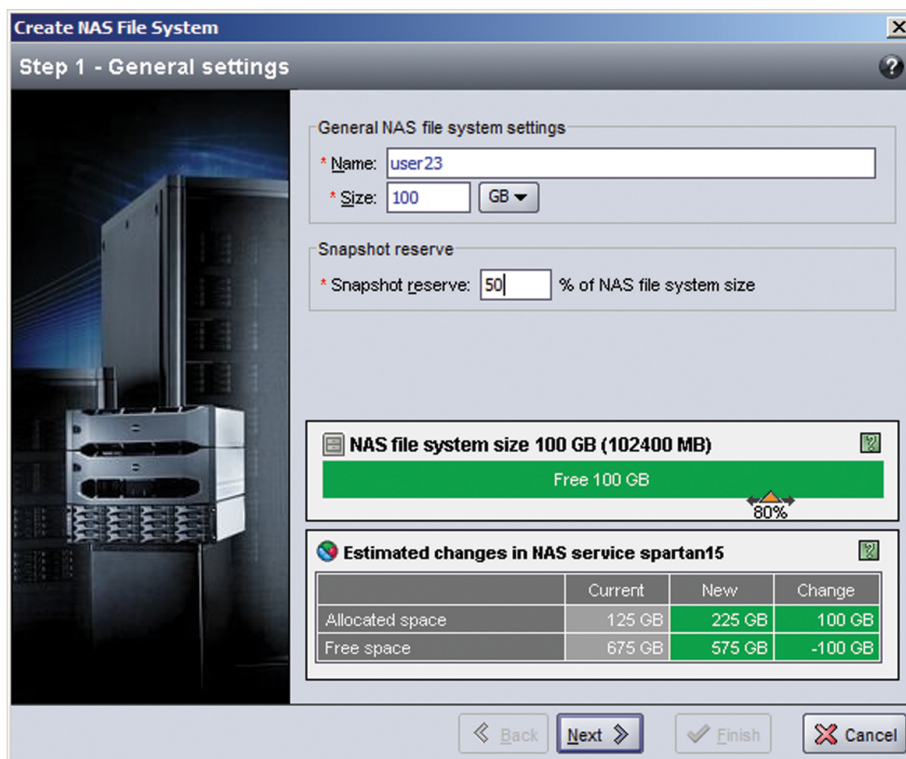 Create NAS File System
Step 1 - General settings
?
General NAS file system settings
* Name: user23
* Size: 100 GB
Snapshot reserve
* Snapshot reserve: 50 % of NAS file system size
NAS file system size 100 GB (102400 MB)
Free 100 GB
80%
Estimated changes in NAS service spartan15
Current New Change
Allocated space 125 GB 225 GB 100 GB
Free space 675 GB 575 GB -100 GB
Back Next Finish Cancel